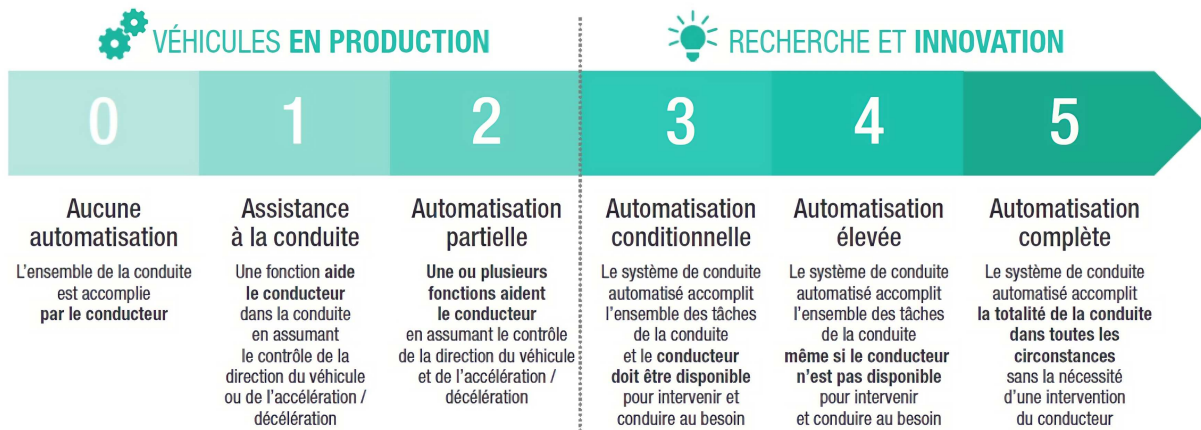 VÉHICULES EN PRODUCTION
RECHERCHE ET INNOVATION
0
1
2
3
4
5
Aucune
automatisation
L'ensemble de la conduite
est accomplie
par le conducteur
Assistance
à la conduite
Une fonction aide
le conducteur
dans la conduite
en assumant
le contrôle de la
direction du véhicule
ou de l'accélération /
décélération
Automatisation
partielle
Une ou plusieurs
fonctions aident
le conducteur
en assumant le contrôle
de la direction du véhicule
et de l'accélération /
décélération
Automatisation
conditionnelle
Le système de conduite
automatisé accomplit
l'ensemble des tâches
de la conduite
et le conducteur
doit être disponible
pour intervenir et
conduire au besoin
Automatisation
élevée
Le système de conduite
automatisé accomplit
l'ensemble des tâches
de la conduite
même si le conducteur
n'est pas disponible
pour intervenir
et conduire au besoin
Automatisation
complète
Le système de conduite
automatisé accomplit
la totalité de la conduite
dans toutes les
circonstances
sans la nécessité
d'une intervention
du conducteur